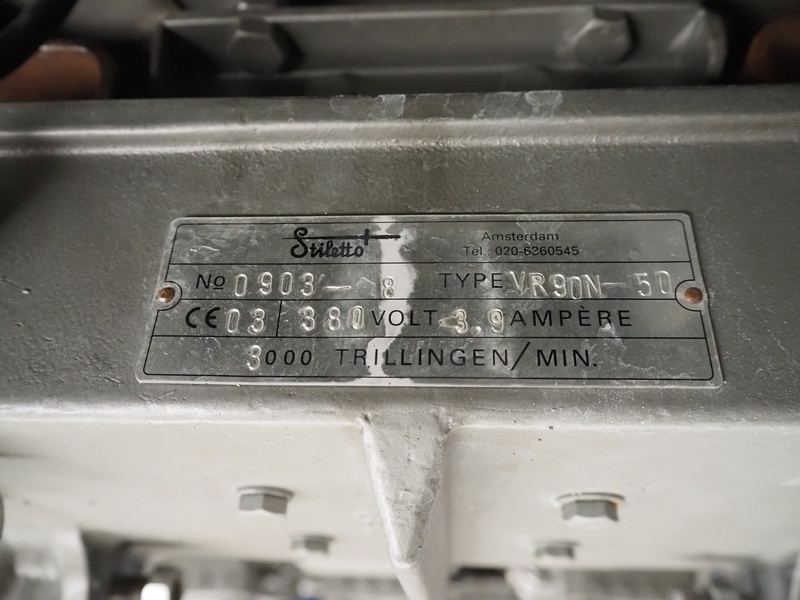 Stiletto
Amsterdam
Tel.: 020-6360545
No 0903-8 TYPE VR90N-50
CE 03 380 VOLT 3,9 AMPÈRE
3000 TRILLINGEN/MIN.